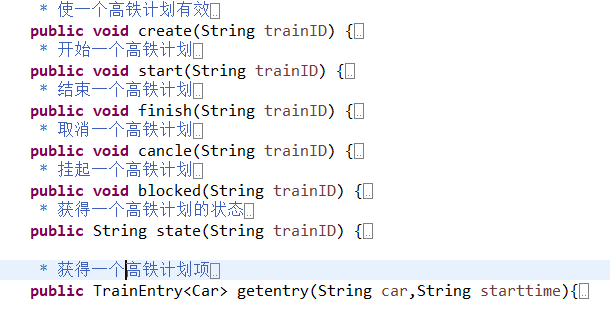 * 使一个高铁计划有效
public void create(String trainID) {
* 开始一个高铁计划
public void start(String trainID) {
* 结束一个高铁计划
public void finish(String trainID) {
* 取消一个高铁计划
public void cancle(String trainID) {
* 挂起一个高铁计划
public void blocked(String trainID) {
* 获得一个高铁计划的状态
public String state(String trainID) {
* 获得一个高铁计划项
public TrainEntry<Car> getentry(String car,String starttime){